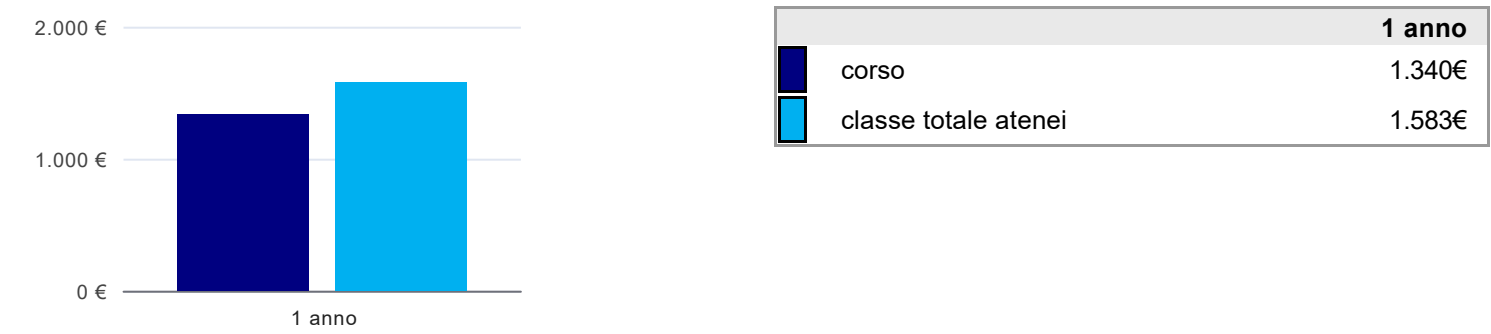 2.000 €
1.000 €
0 €
1 anno
1 anno
corso 1.340€
classe totale atenei 1.583€